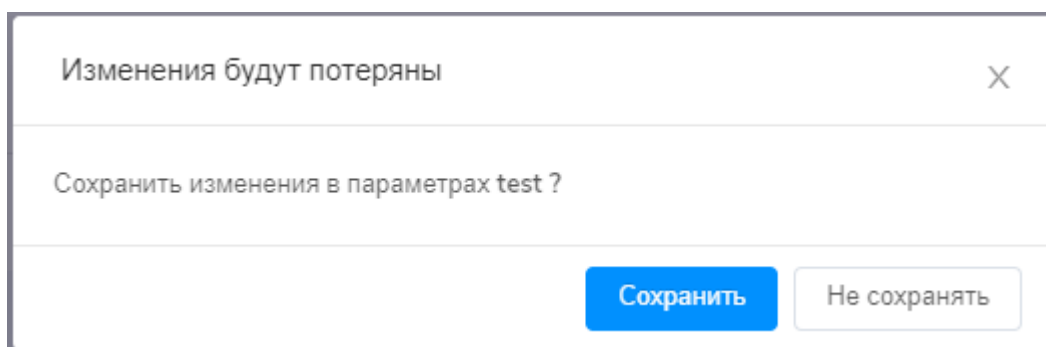 Изменения будут потеряны
X
Сохранить изменения в параметрах test ?
Сохранить
Не сохранять